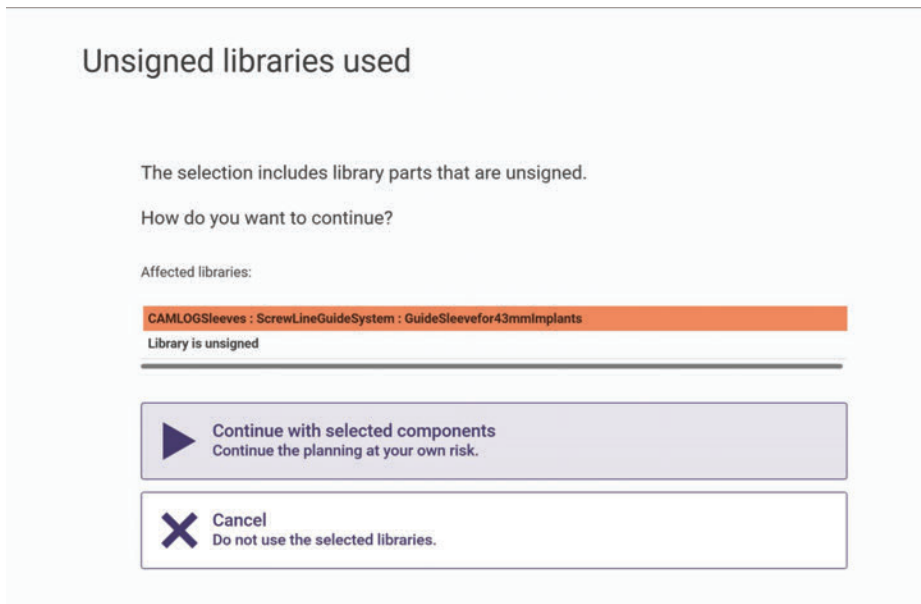 Unsigned libraries used
The selection includes library parts that are unsigned.
How do you want to continue?
Affected libraries:
CAMLOGSleeves : ScrewLineGuideSystem : GuideSleevefor43mmImplants
Library is unsigned
Continue with selected components
Continue the planning at your own risk.
Cancel
Do not use the selected libraries.